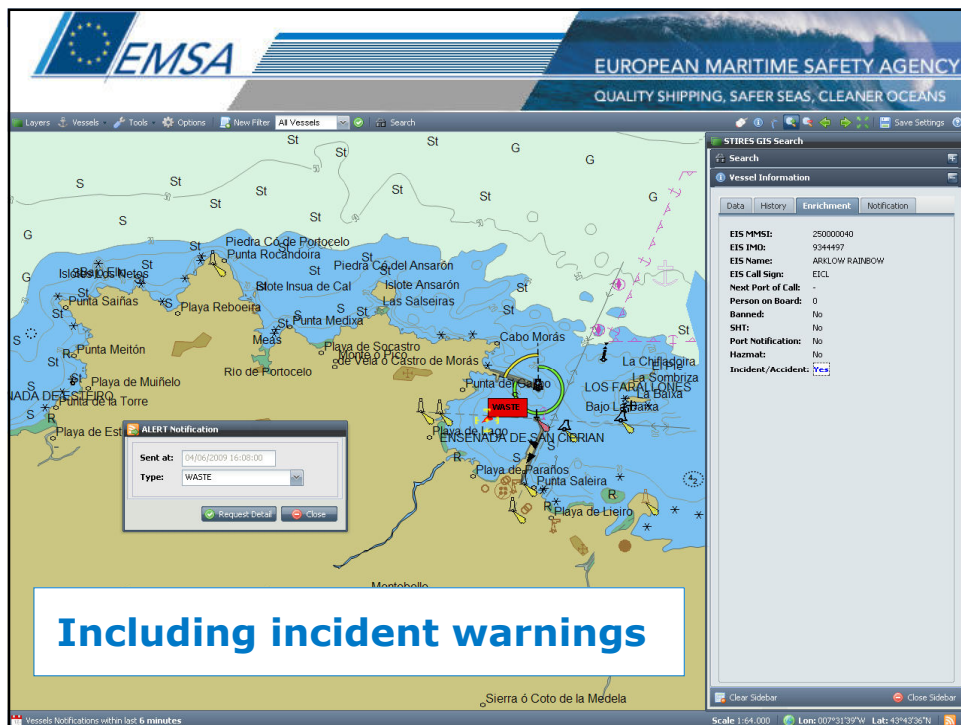 EMSA
EUROPEAN MARITIME SAFETY AGENCY
QUALITY SHIPPING, SAFER SEAS, CLEANER OCEANS
Layers Vessels Tools Options New Filter All Vessels Search Save Settings
STIRES GIS Search
Search
Vessel Information
Data History Enrichment Notification
EIS MMSI: 250000040
EIS IMO: 9344497
EIS Name: ARKLOW RAINBOW
EIS Call Sign: EICL
Next Port of Call: -
Person on Board: 0
Banned: No
SHT: No
Port Notification: No
Hazmat: No
Incident/Accident: Yes
St
St
G
G
S
St
St
St
St
S
G
St
Piedra Có de Portocelo
Punta Rocandoira
Piedra Có del Ansarón
Islote Insua de Cal
Islote Ansarón
Las Salseiras
Punta Saiñas
Playa Reboeira
Punta Medixa
Meás
Cabo Morás
Punta Meitón
Playa de Socastro
Monte ó Pico
de Vela ó Castro de Morás
Rio de Portocelo
La Sombriza
LOS FARALLONES
La Baixa
Playa de Muiñelo
Punta de la Torre
WASTE
Playa de Lago
ENSENADA DE SAN CIPRIAN
Playa de Paraños
Punta Saleira
Playa de Lieiro
ALERT Notification
Sent at: 04/06/2009 16:08:00
Type: WASTE
Request Detail Close
Including incident warnings
Sierra ó Coto de la Medela
Clear Sidebar Close Sidebar
Vessels Notifications within last 6 minutes
Scale 1:64.000 Lon: 007°31'39"W Lat: 43°43'36"N